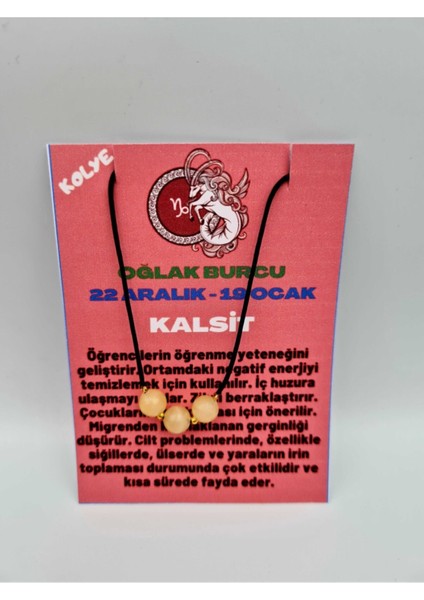 KOLYE
OĞLAK BURCU
22 ARALIK - 19 OCAK
KALSİT
Öğrencilerin öğrenme yeteneğini
geliştirir. Ortamdaki negatif enerjiyi
temizlemek için kullanılır. İç huzura
ulaşmayı berraklaştırır.
Çocuklar için önerilir.
Migrenden gerginliği
düşürür. Cilt problemlerinde, özellikle
siğillerde, ülserde ve yaraların irin
toplaması durumunda çok etkilidir ve
kısa sürede fayda eder.